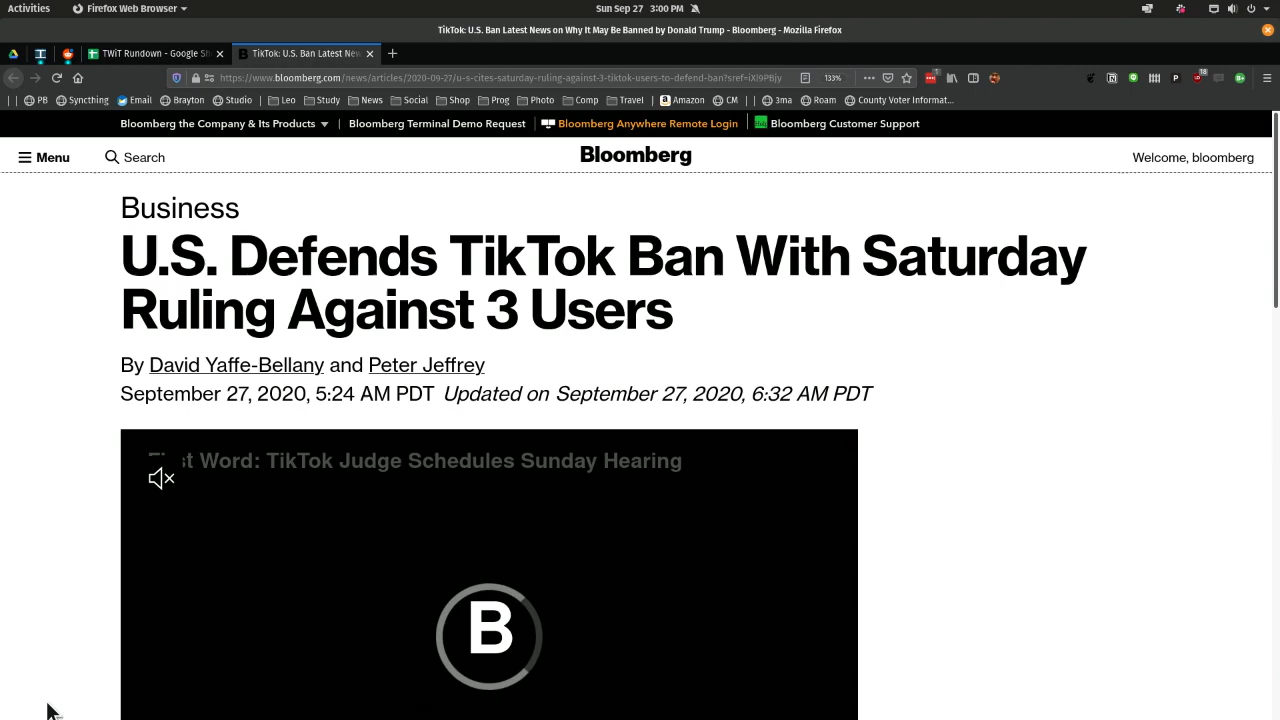 Activities Firefox Web Browser Sun Sep 27 3:00 PM
TikTok: U.S. Ban Latest News on Why It May Be Banned by Donald Trump - Bloomberg - Mozilla Firefox
TWiT Rundown - Google Sh TikTok: U.S. Ban Latest New
https://www.bloomberg.com/news/articles/2020-09-27/u-s-cites-saturday-ruling-against-3-tiktok-users-to-defend-ban?sref=iXl9PBjy 133%
PB Syncthing Email Brayton Studio Leo Study News Social Shop Prog Photo Comp Travel Amazon CM 3ma Roam County Voter Informat...
Bloomberg the Company & Its Products Bloomberg Terminal Demo Request Bloomberg Anywhere Remote Login Bloomberg Customer Support
Menu Search Bloomberg Welcome, bloomberg
Business
U.S. Defends TikTok Ban With Saturday
Ruling Against 3 Users
By David Yaffe-Bellany and Peter Jeffrey
September 27, 2020, 5:24 AM PDT Updated on September 27, 2020, 6:32 AM PDT
Word: TikTok Judge Schedules Sunday Hearing
B